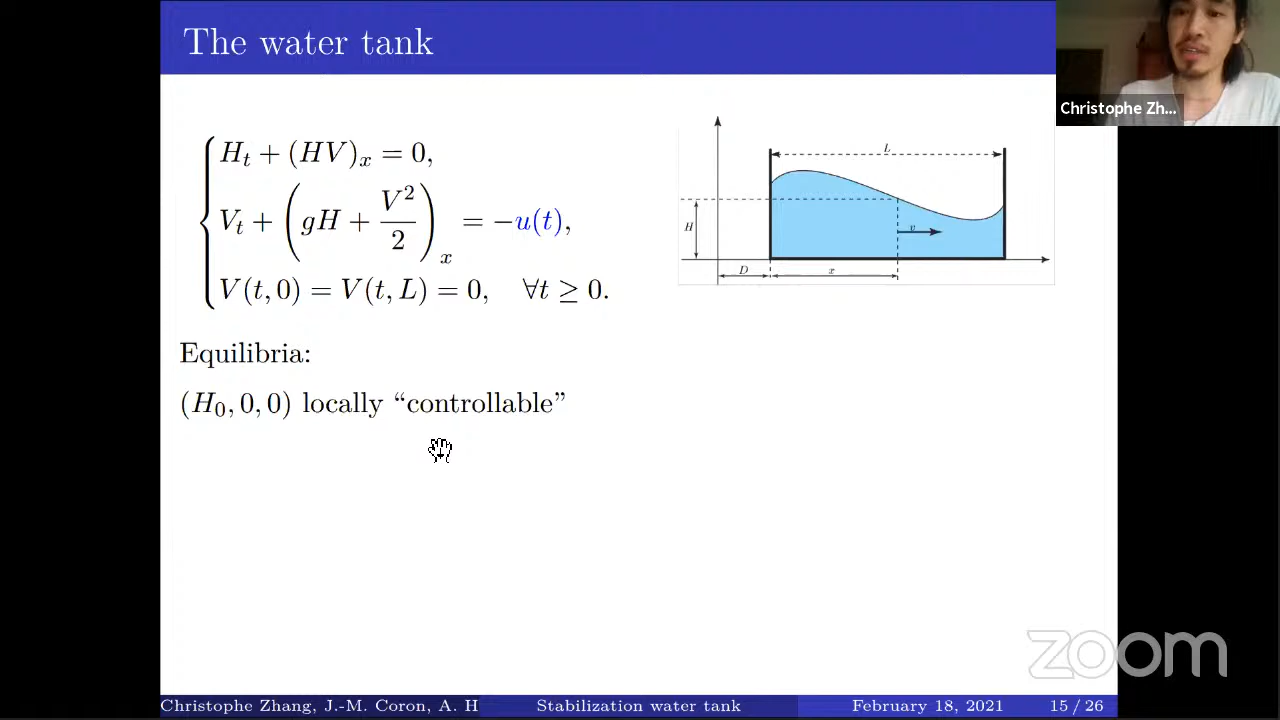 The water tank
Christophe Zh...
H_t + (HV)_x = 0,
V_t + (gH + V²/2)_x = −u(t),
V(t, 0) = V(t, L) = 0, ∀t ≥ 0.
L
H
v
D
x
Equilibria:
(H_0, 0, 0) locally “controllable”
zoom
Christophe Zhang, J.-M. Coron, A. H
Stabilization water tank
February 18, 2021
15 / 26